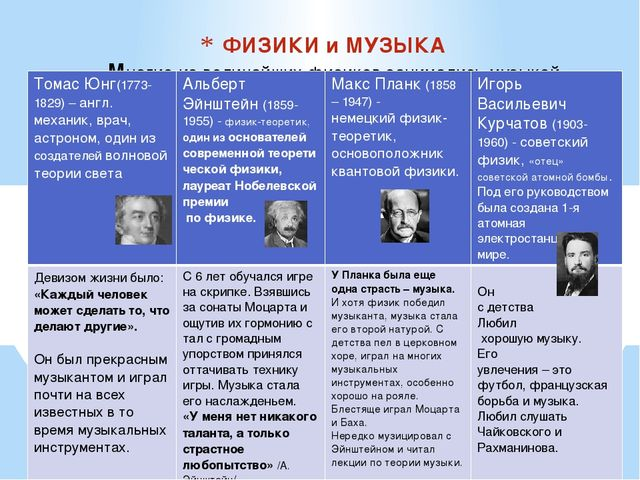 * ФИЗИКИ и МУЗЫКА
Многие из величайших физиков занимались музыкой
Томас Юнг(1773-
1829) – англ.
механик, врач,
астроном, один из
создателей волновой
теории света
Альберт
Эйнштейн (1859-
1955) - физик-теоретик,
один из основателей
современной теорети
ческой физики,
лауреат Нобелевской
премии
по физике.
Макс Планк (1858
– 1947) -
немецкий физик-
теоретик,
основоположник
квантовой физики.
Игорь
Васильевич
Курчатов (1903-
1960) - советский
физик, «отец»
советской атомной бомбы.
Под его руководством
была создана 1-я
атомная
электростанц
мире.
Девизом жизни было:
«Каждый человек
может сделать то, что
делают другие».
Он был прекрасным
музыкантом и играл
почти на всех
известных в то
время музыкальных
инструментах.
С 6 лет обучался игре
на скрипке. Взявшись
за сонаты Моцарта и
ощутив их гормонию с
тал с громадным
упорством принялся
оттачивать технику
игры. Музыка стала
его наслажденьем.
«У меня нет никакого
таланта, а только
страстное
любопытство» /А.
Эйнштейн/
У Планка была еще
одна страсть – музыка.
И хотя физик победил
музыканта, музыка стала
его второй натурой. С
детства пел в церковном
хоре, играл на многих
музыкальных
инструментах, особенно
хорошо на рояле.
Блестяще играл Моцарта
и Баха.
Нередко музицировал с
Эйнштейном и читал
лекции по теории музыки.
Он
с детства
Любил
хорошую музыку.
Его
увлечения – это
футбол, французская
борьба и музыка.
Любил слушать
Чайковского и
Рахманинова.